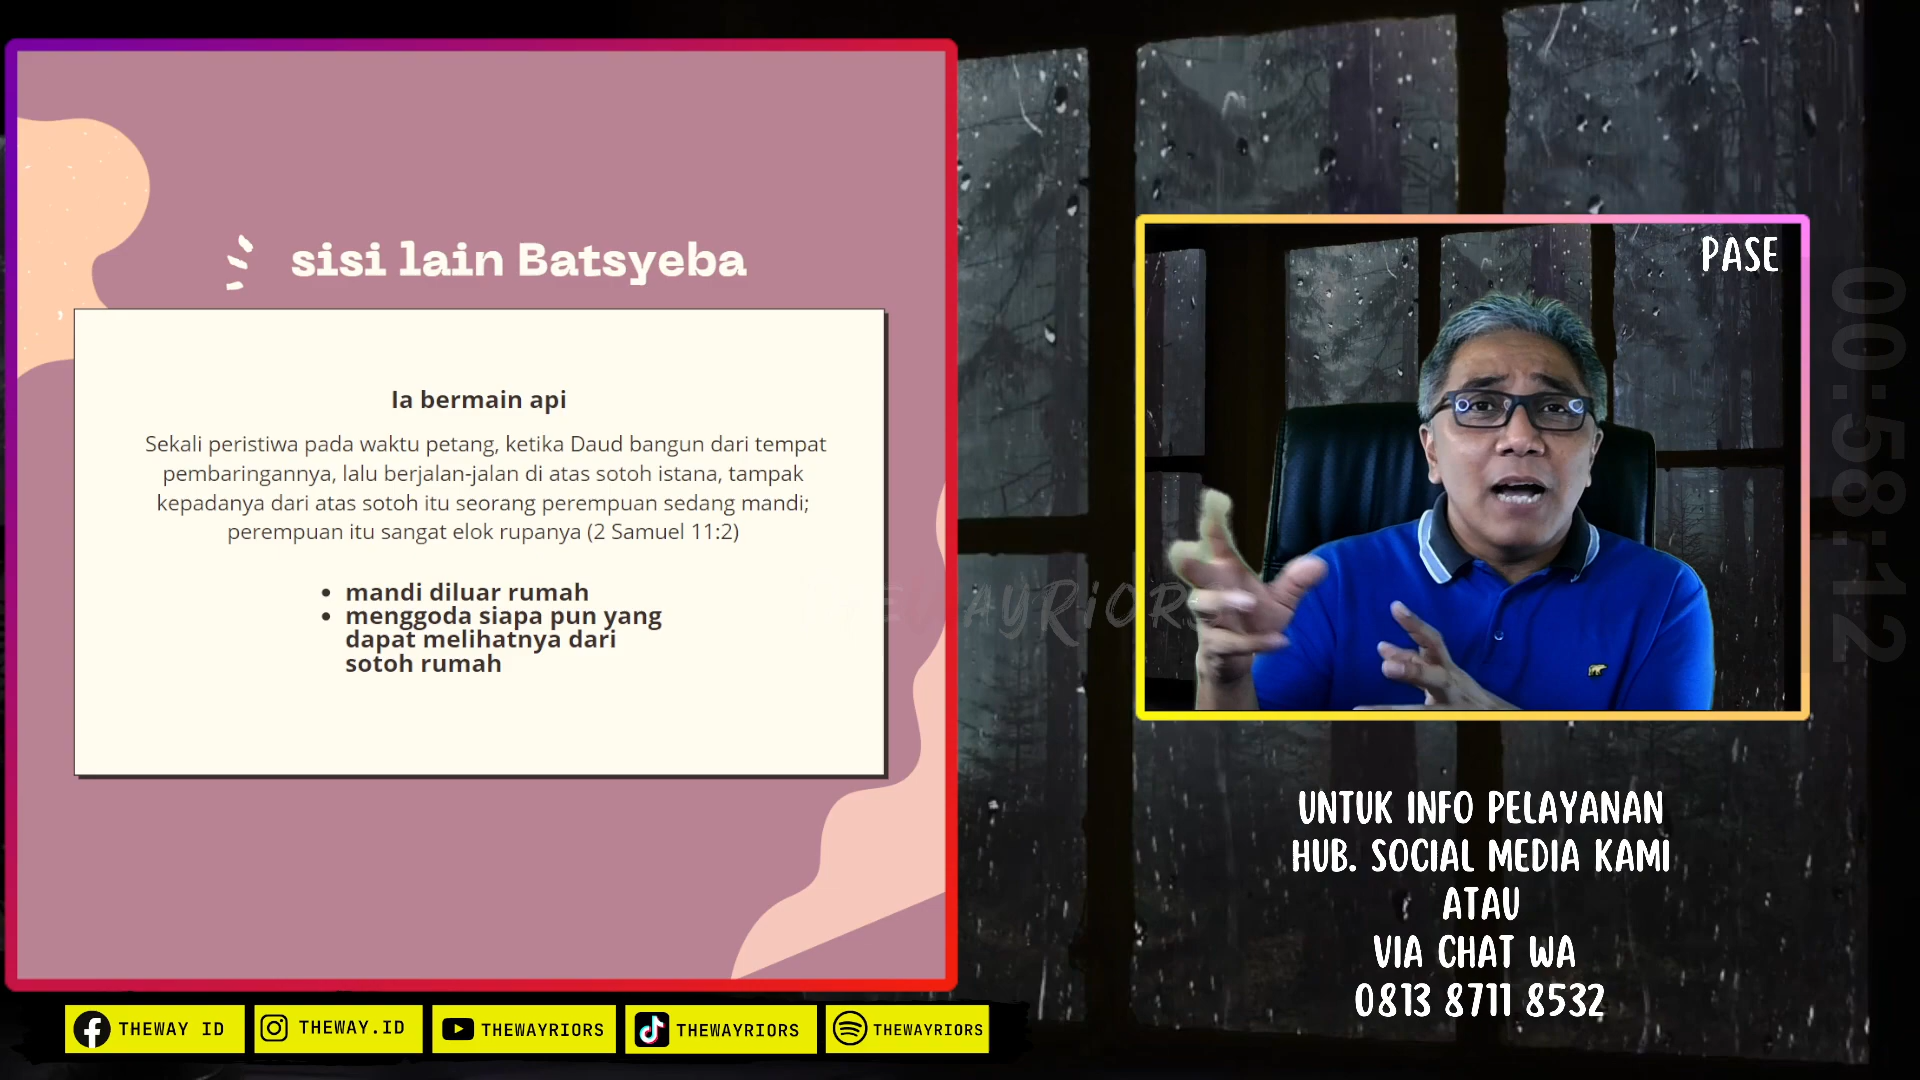 sisi lain Batsyeba
Ia bermain api
Sekali peristiwa pada waktu petang, ketika Daud bangun dari tempat
pembaringannya, lalu berjalan-jalan di atas sotoh istana, tampak
kepadanya dari atas sotoh itu seorang perempuan sedang mandi;
perempuan itu sangat elok rupanya (2 Samuel 11:2)
• mandi diluar rumah
• menggoda siapa pun yang
dapat melihatnya dari
sotoh rumah
THEWAYRIORS
PASE
00:58:12
UNTUK INFO PELAYANAN
HUB. SOCIAL MEDIA KAMI
ATAU
VIA CHAT WA
0813 8711 8532
THEWAY ID
THEWAY.ID
THEWAYRIORS
THEWAYRIORS
THEWAYRIORS